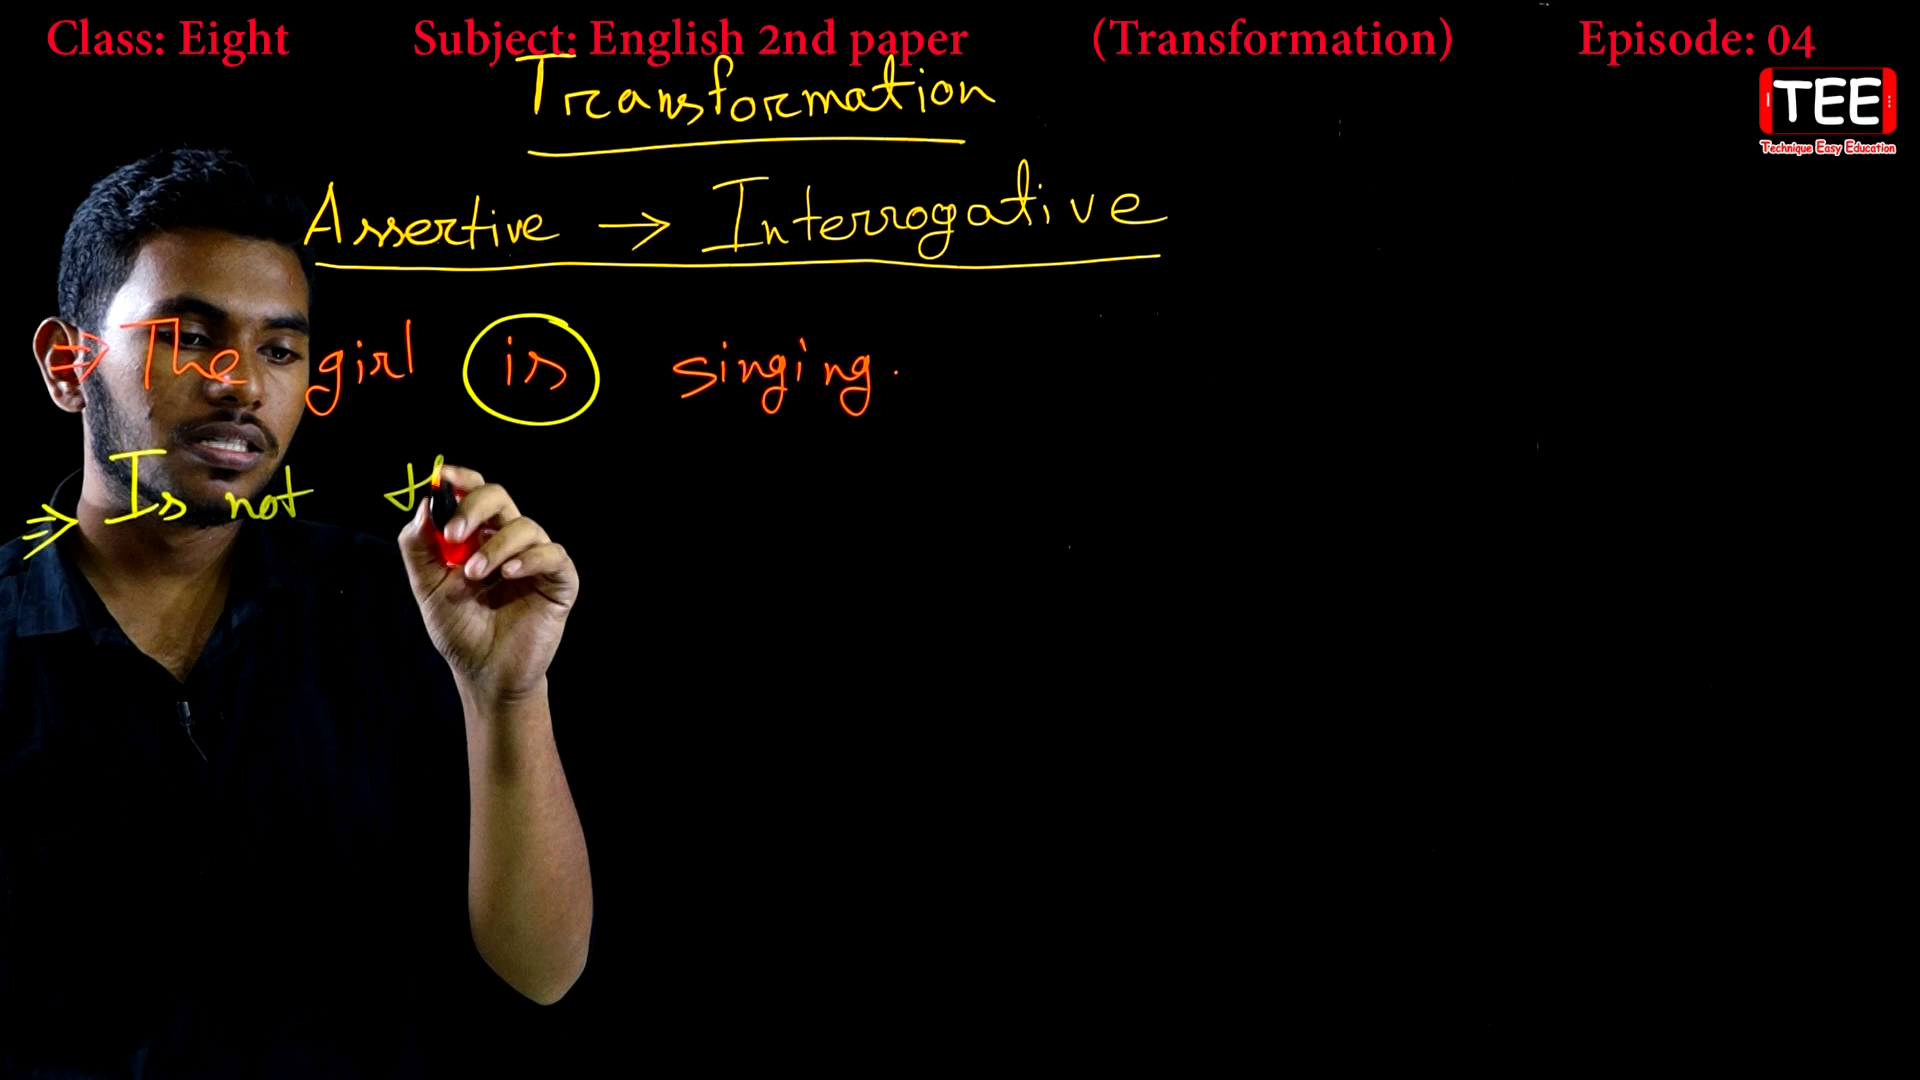 Class: Eight Subject: English 2nd paper (Transformation) Episode: 04
TEE
Technique Easy Education
Transformation
Assertive → Interrogative
⇒ The girl is singing.
⇒ Is not th